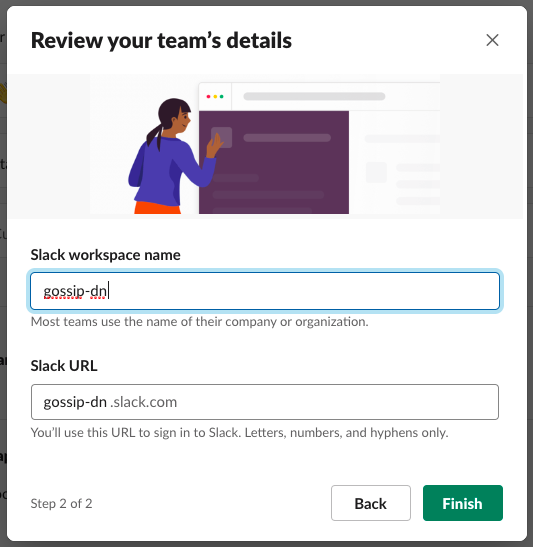 Review your team's details
Slack workspace name
gossip-dn
Most teams use the name of their company or organization.
Slack URL
gossip-dn .slack.com
You'll use this URL to sign in to Slack. Letters, numbers, and hyphens only.
Step 2 of 2
Back
Finish